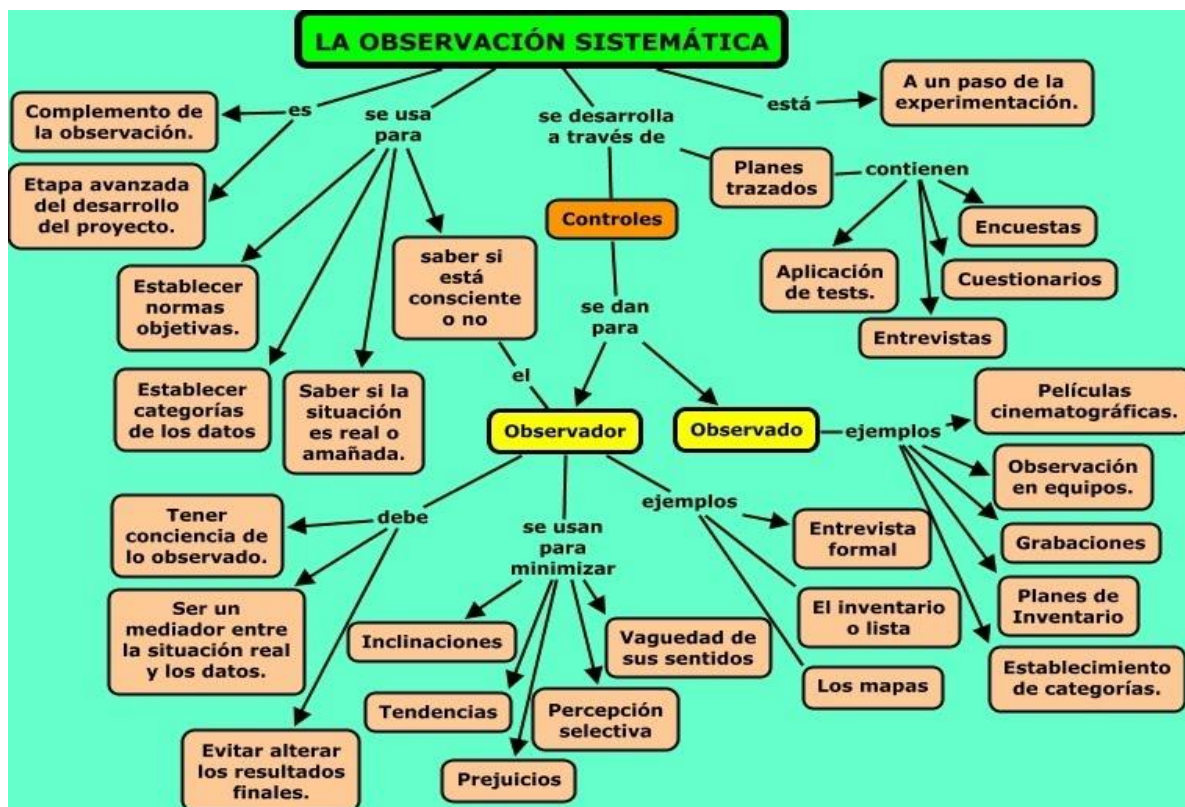 LA OBSERVACIÓN SISTEMÁTICA
Complemento de
la observación.
es
se usa
para
se desarrolla
a través de
está
A un paso de la
experimentación.
Etapa avanzada
del desarrollo
del proyecto.
Planes
trazados
contienen
Controles
Encuestas
Establecer
normas
objetivas.
saber si
está
consciente
o no
Aplicación
de tests.
Cuestionarios
se dan
para
Entrevistas
Establecer
categorías
de los datos
Saber si la
situación
es real o
amañada.
el
Películas
cinematográficas.
Observador
Observado
ejemplos
Observación
en equipos.
Tener
conciencia de
lo observado.
debe
se usan
para
minimizar
ejemplos
Entrevista
formal
Grabaciones
Ser un
mediador entre
la situación real
y los datos.
Inclinaciones
Vaguedad de
sus sentidos
El inventario
o lista
Planes de
Inventario
Tendencias
Percepción
selectiva
Los mapas
Establecimiento
de categorías.
Evitar alterar
los resultados
finales.
Prejuicios